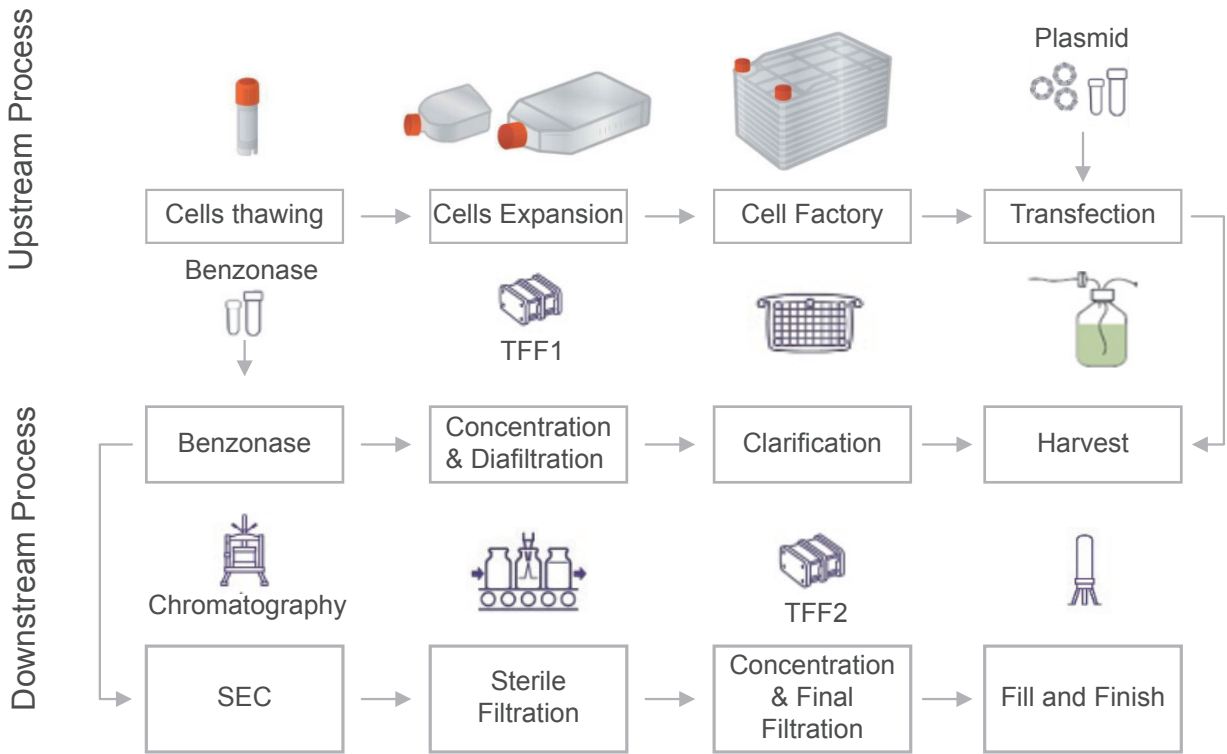 Upstream Process
Plasmid
Cells thawing
Cells Expansion
Cell Factory
Transfection
Benzonase
TFF1
Downstream Process
Benzonase
Concentration
& Diafiltration
Clarification
Harvest
Chromatography
TFF2
SEC
Sterile
Filtration
Concentration
& Final
Filtration
Fill and Finish